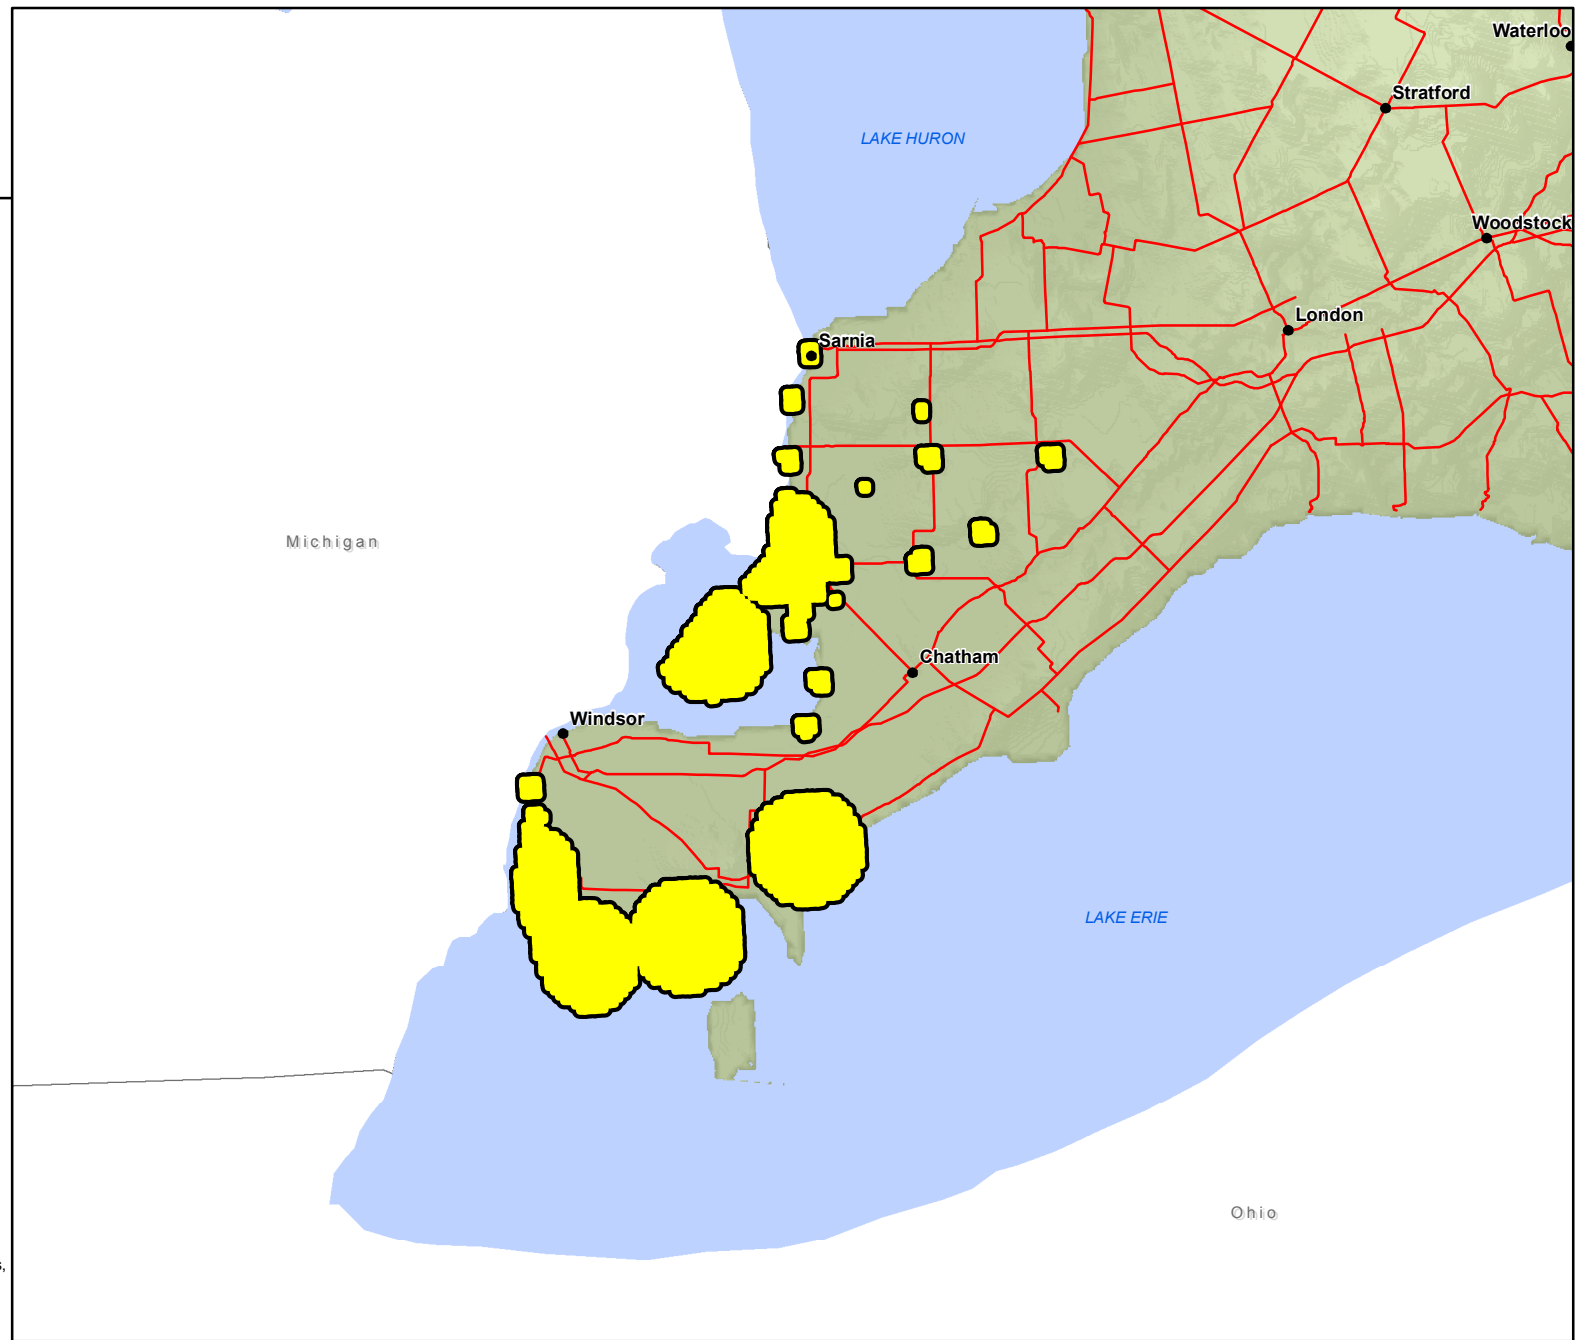 Waterloo
Stratford
LAKE HURON
Woodstock
London
Sarnia
Michigan
Chatham
Windsor
LAKE ERIE
Ohio
s,